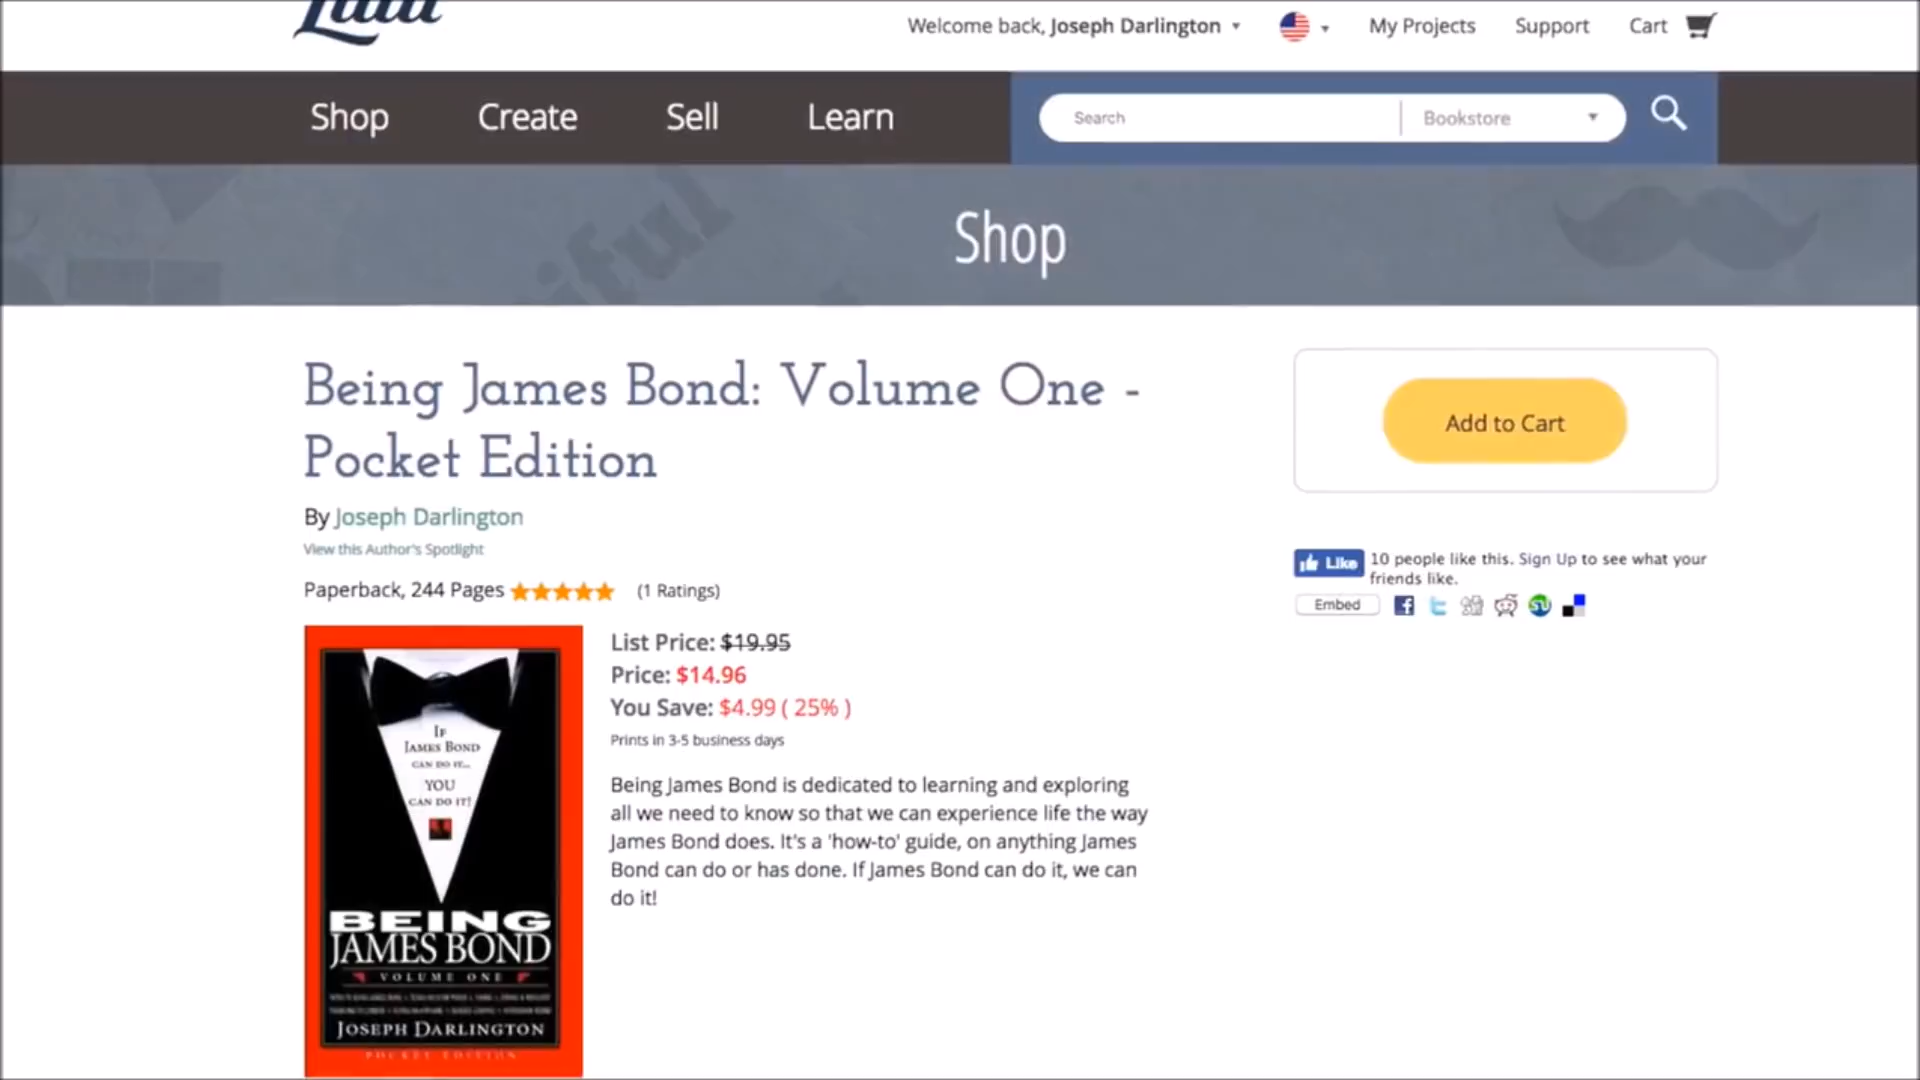 Lulu
Welcome back, Joseph Darlington
My Projects
Support
Cart
Shop
Create
Sell
Learn
Search
Bookstore
iful
Shop
Being James Bond: Volume One -
Pocket Edition
By Joseph Darlington
View this Author's Spotlight
Paperback, 244 Pages
(1 Ratings)
Add to Cart
Like
10 people like this. Sign Up to see what your
friends like.
Embed
IF
JAMES BOND
CAN DO IT...
YOU
CAN DO IT!
BEING
JAMES BOND
VOLUME ONE
JOSEPH DARLINGTON
POCKET EDITION
List Price: $19.95
Price: $14.96
You Save: $4.99 ( 25% )
Prints in 3-5 business days
Being James Bond is dedicated to learning and exploring
all we need to know so that we can experience life the way
James Bond does. It's a 'how-to' guide, on anything James
Bond can do or has done. If James Bond can do it, we can
do it!